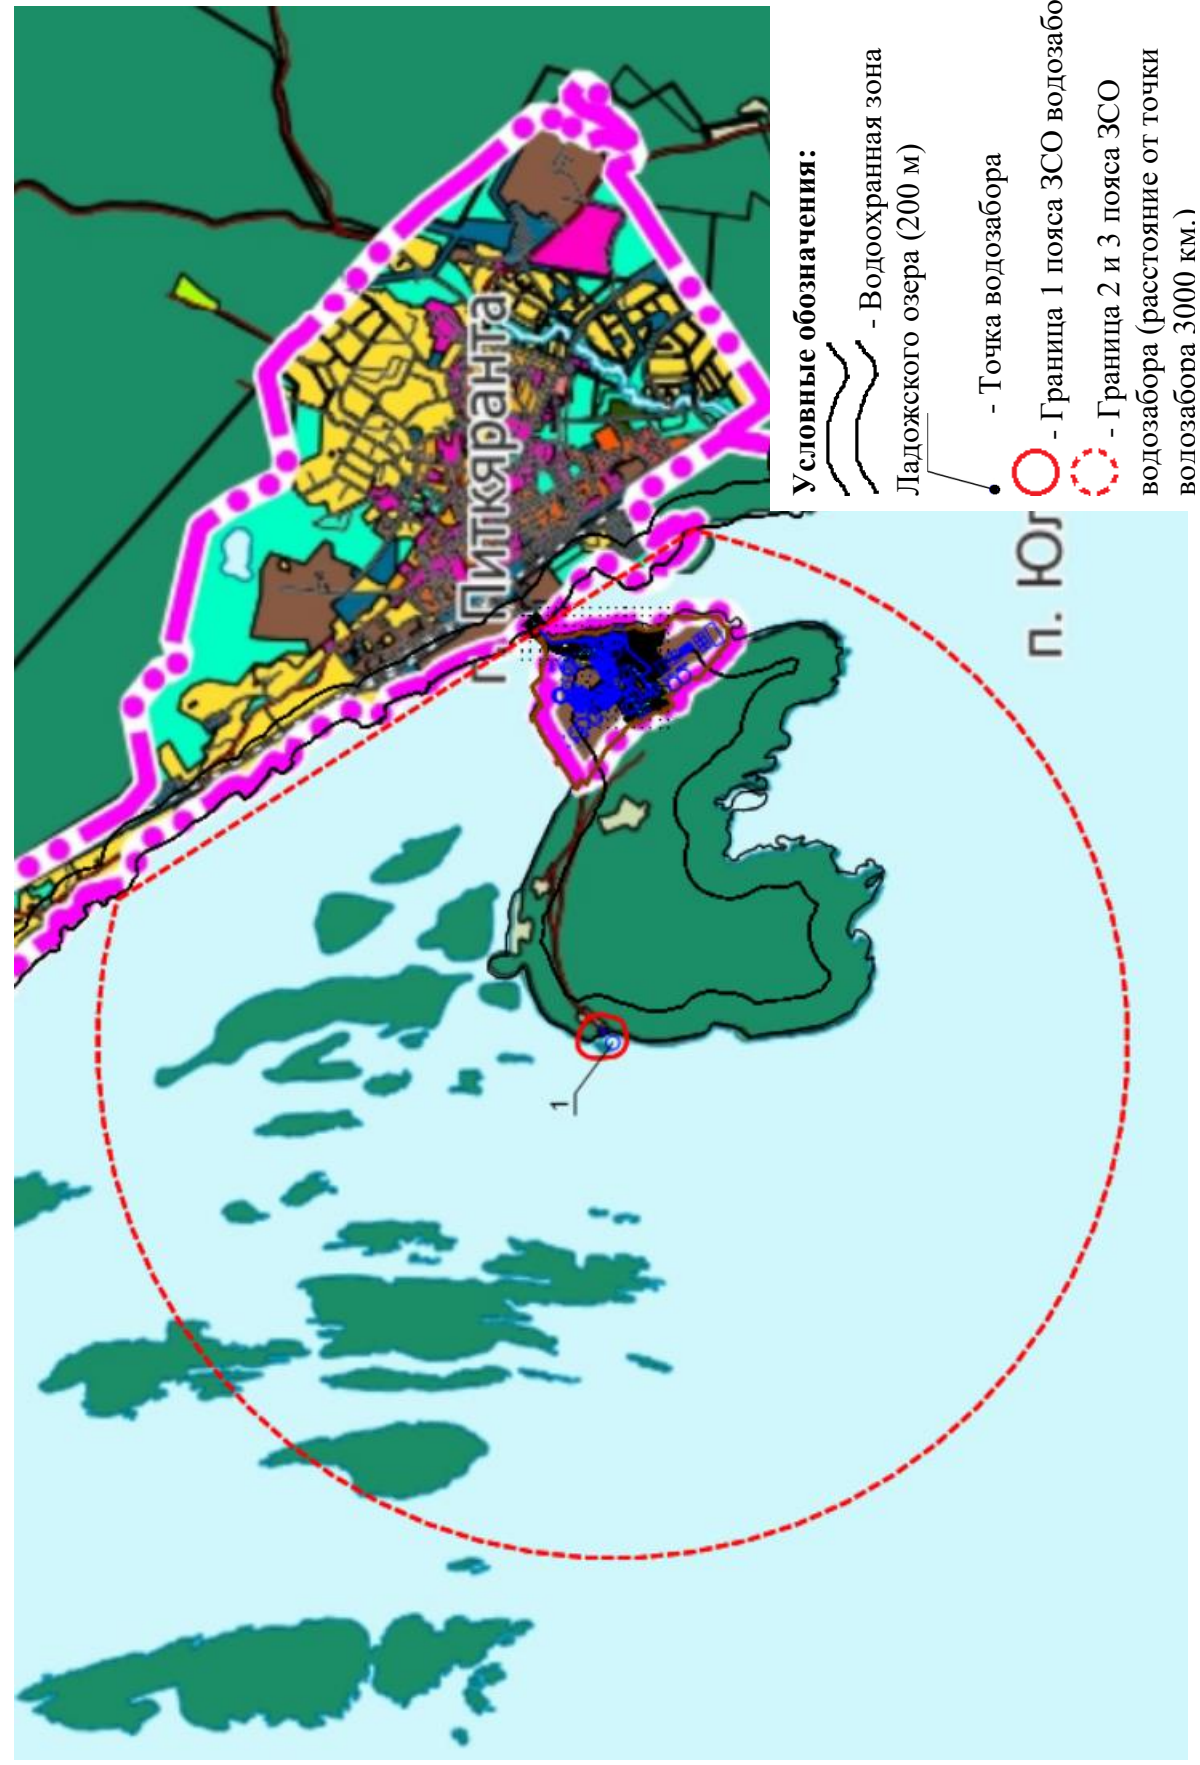 г. Питкяранта
1
п. Юл
Условные обозначения:
- Водоохранная зона
Ладожского озера (200 м)
- Точка водозабора
- Граница 1 пояса ЗСО водозабо
- Граница 2 и 3 пояса ЗСО
водозабора (расстояние от точки
водозабора 3000 км.)